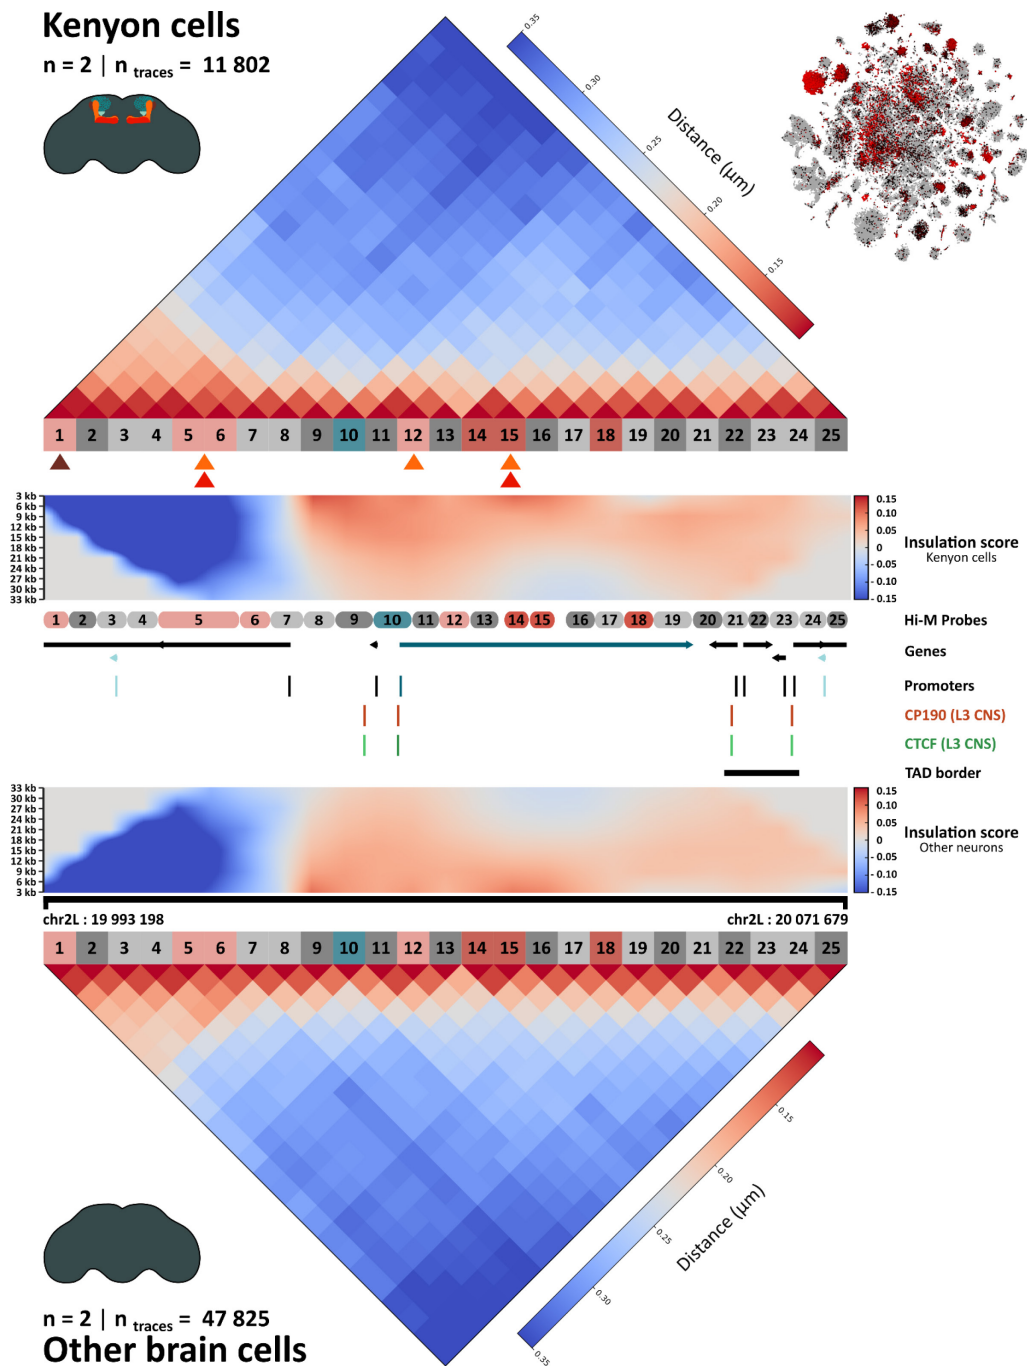 Kenyon cells
n = 2 | n traces = 11 802
0.35
0.30
0.25
0.20
0.15
Distance (µm)
1 2 3 4 5 6 7 8 9 10 11 12 13 14 15 16 17 18 19 20 21 22 23 24 25
3 kb
6 kb
9 kb
12 kb
15 kb
18 kb
21 kb
24 kb
27 kb
30 kb
33 kb
0.15
0.10
0.05
0
- 0.05
- 0.10
- 0.15
Insulation score
Kenyon cells
1 2 3 4 5 6 7 8 9 10 11 12 13 14 15 16 17 18 19 20 21 22 23 24 25
Hi-M Probes
Genes
Promoters
CP190 (L3 CNS)
CTCF (L3 CNS)
TAD border
33 kb
30 kb
27 kb
24 kb
21 kb
18 kb
15 kb
12 kb
9 kb
6 kb
3 kb
0.15
0.10
0.05
0
- 0.05
- 0.10
- 0.15
Insulation score
Other neurons
chr2L : 19 993 198
chr2L : 20 071 679
1 2 3 4 5 6 7 8 9 10 11 12 13 14 15 16 17 18 19 20 21 22 23 24 25
0.15
0.20
0.25
0.30
0.35
Distance (µm)
n = 2 | n traces = 47 825
Other brain cells